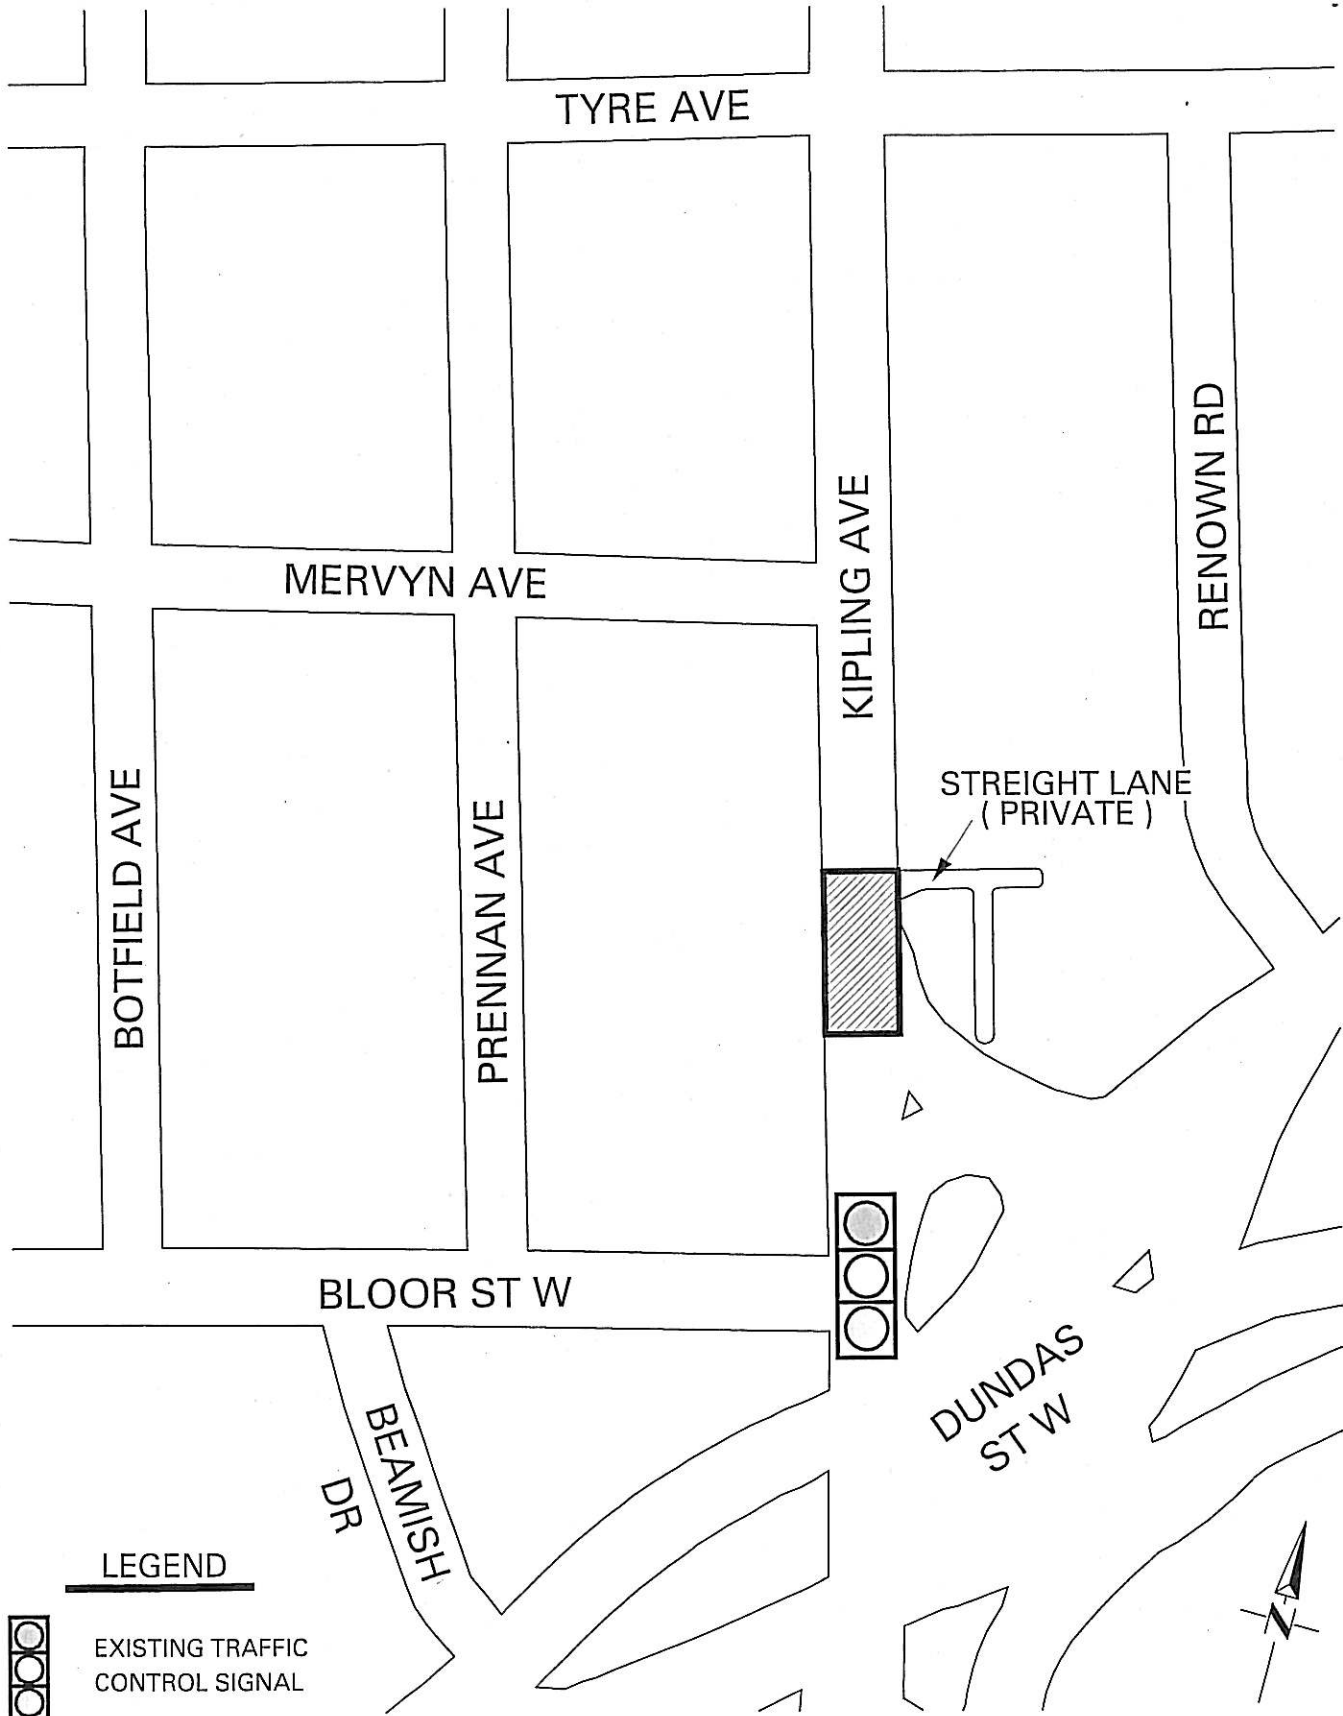 TYRE AVE
RENOWN RD
KIPLING AVE
MERVYN AVE
STREIGHT LANE
( PRIVATE )
BOTFIELD AVE
PRENNAN AVE
BLOOR ST W
DUNDAS
ST W
BEAMISH
DR
LEGEND
EXISTING TRAFFIC
CONTROL SIGNAL
N